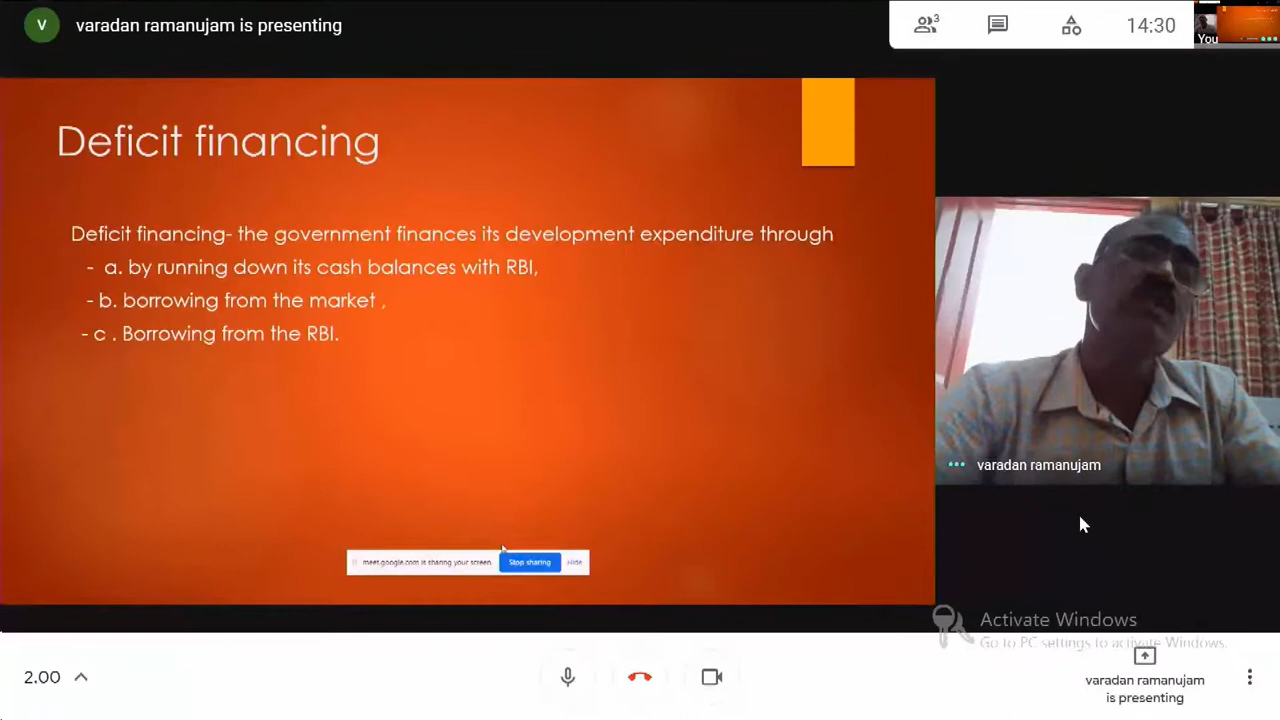 V
varadan ramanujam is presenting
3
14:30
You
Deficit financing
Deficit financing- the government finances its development expenditure through
- a. by running down its cash balances with RBI,
- b. borrowing from the market ,
- c . Borrowing from the RBI.
varadan ramanujam
meet.google.com is sharing your screen.
Stop sharing
Hide
Activate Windows
Go to PC settings to activate Windows.
2.00
varadan ramanujam
is presenting